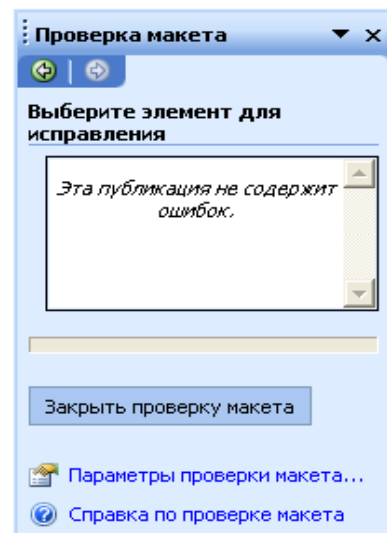 Проверка макета
Выберите элемент для
исправления
Эта публикация не содержит
ошибок.
Закрыть проверку макета
Параметры проверки макета...
Справка по проверке макета